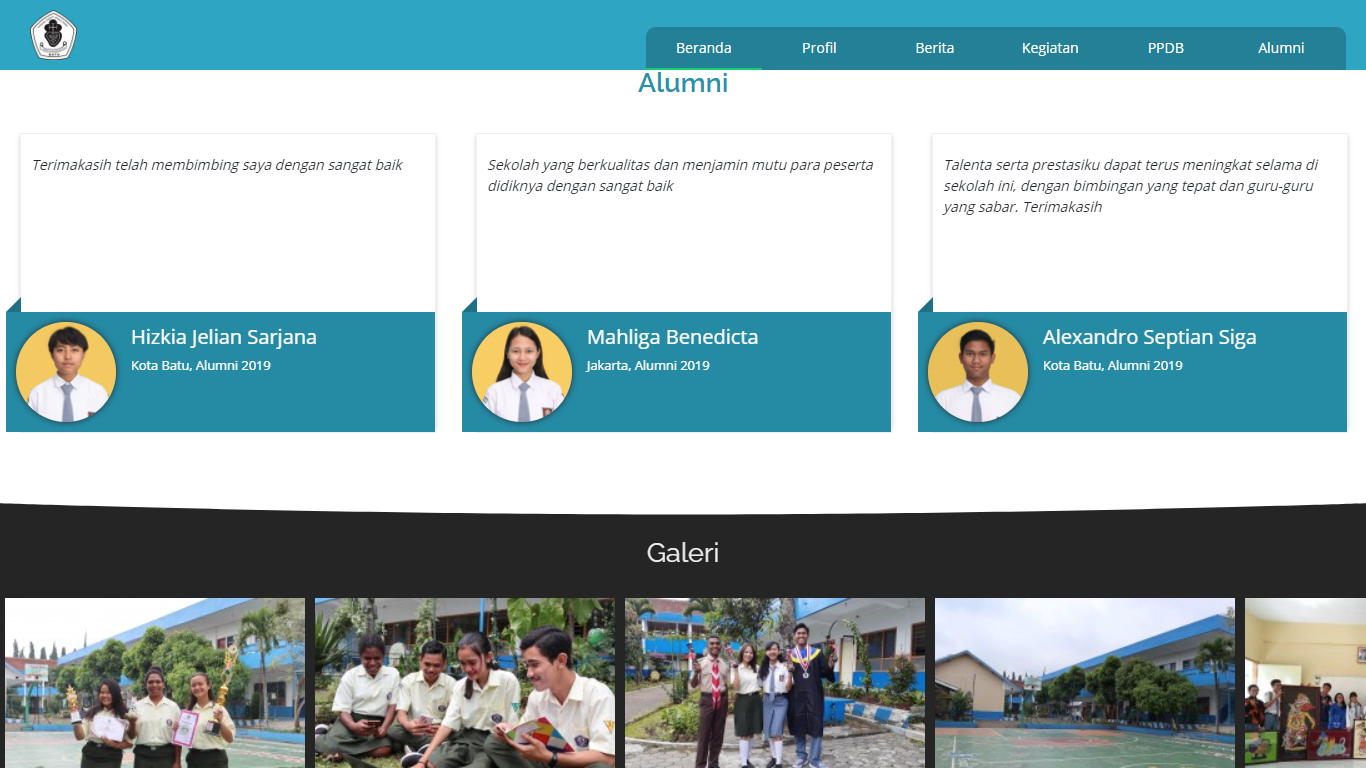 Beranda Profil Berita Kegiatan PPDB Alumni
Alumni
Terimakasih telah membimbing saya dengan sangat baik
Sekolah yang berkualitas dan menjamin mutu para peserta
didiknya dengan sangat baik
Talenta serta prestasiku dapat terus meningkat selama di
sekolah ini, dengan bimbingan yang tepat dan guru-guru
yang sabar. Terimakasih
Hizkia Jelian Sarjana
Kota Batu, Alumni 2019
Mahliga Benedicta
Jakarta, Alumni 2019
Alexandro Septian Siga
Kota Batu, Alumni 2019
Galeri